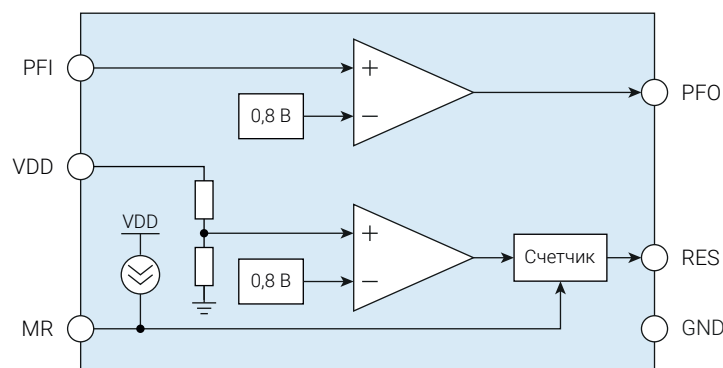 PFI
+
0,8 В
−
PFO
VDD
VDD
+
0,8 В
−
Счетчик
RES
MR
GND